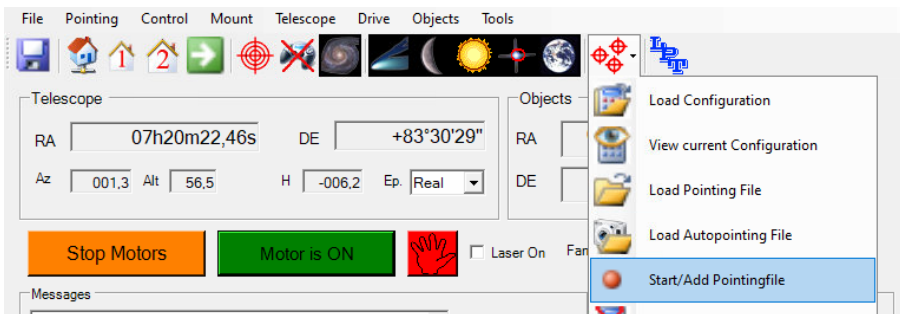 File Pointing Control Mount Telescope Drive Objects Tools
1 2 LPT
Telescope
RA 07h20m22,46s DE +83°30'29"
Az 001,3 Alt 56,5 H -006,2 Ep. Real
Objects
RA
DE
Load Configuration
View current Configuration
Load Pointing File
Load Autopointing File
Start/Add Pointingfile
Stop Motors Motor is ON Laser On Fan
Messages